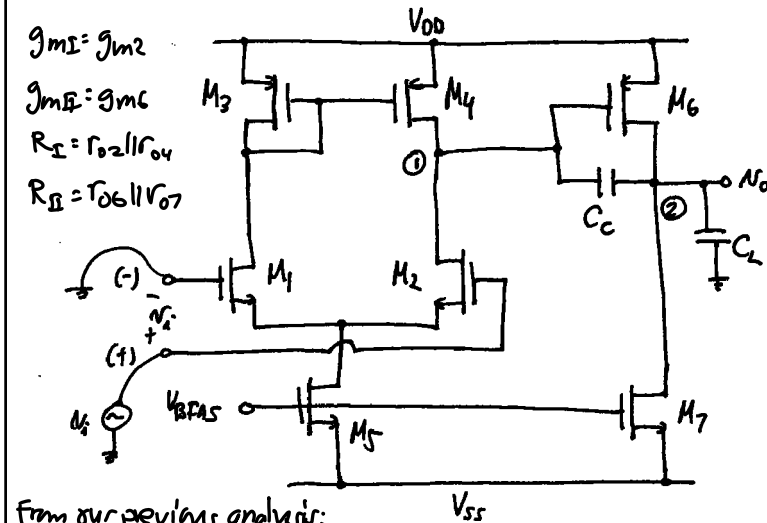 VDD
gmI = gm2
gmII = gm6
RI = ro2 || ro4
RII = ro6 || ro7
M3
M4
M6
①
②
vo
Cc
CL
(-)
M1
M2
- vi +
(+)
vi
VBIAS
M5
M7
VSS
From our previous analysis: